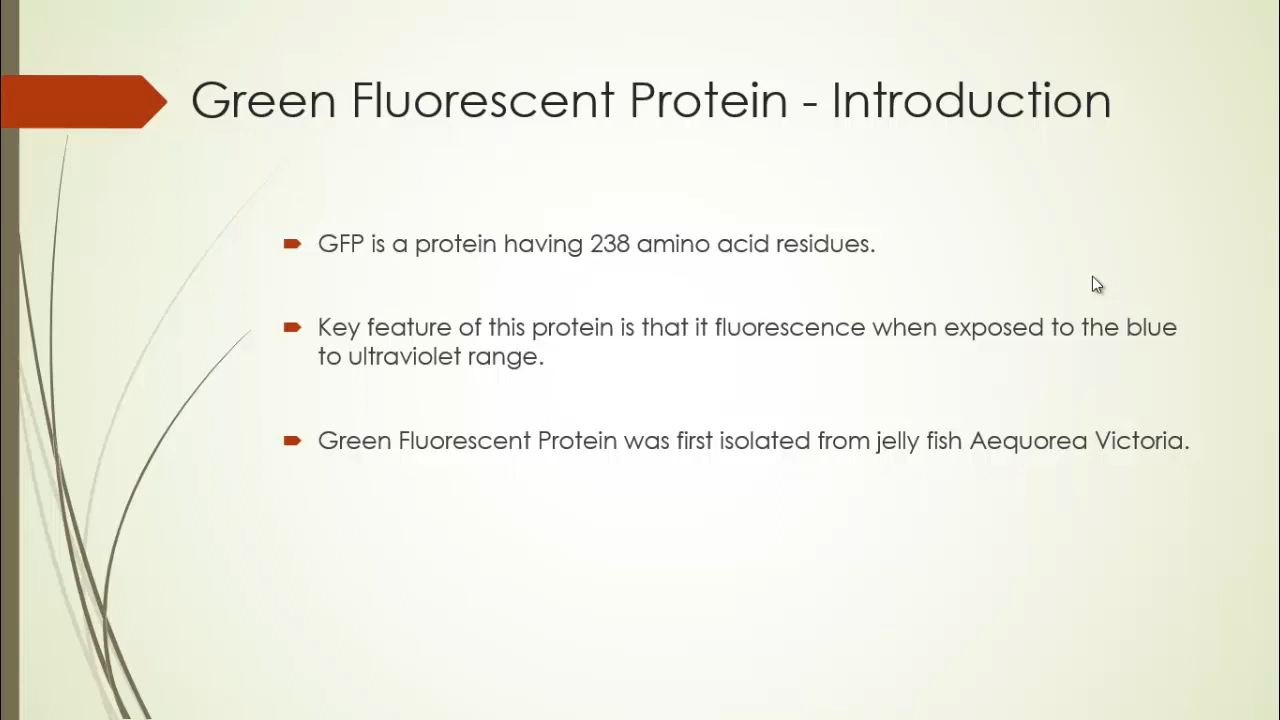 Green Fluorescent Protein - Introduction
GFP is a protein having 238 amino acid residues.
Key feature of this protein is that it fluorescence when exposed to the blue
to ultraviolet range.
Green Fluorescent Protein was first isolated from jelly fish Aequorea Victoria.